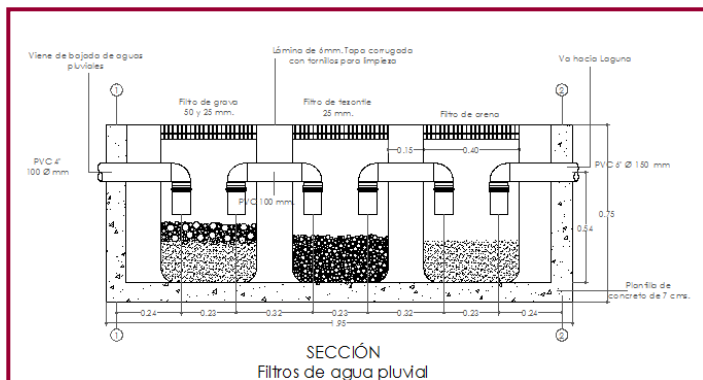 Viene de bajada de aguas
pluviales
Lámina de 6mm. Tapa corrugada
con tornillos para limpieza
Va hacia Laguna
1
2
Filtro de grava
50 y 25 mm.
Filtro de tezontle
25 mm.
Filtro de arena
0.15
0.40
PVC 4"
100 Ø mm
PVC 6" Ø 150 mm
PVC 100 mm.
0.75
0.54
Plantilla de
concreto de 7 cms.
0.24
0.23
0.22
0.23
0.22
0.23
0.24
1.95
1
2
SECCIÓN
Filtros de agua pluvial